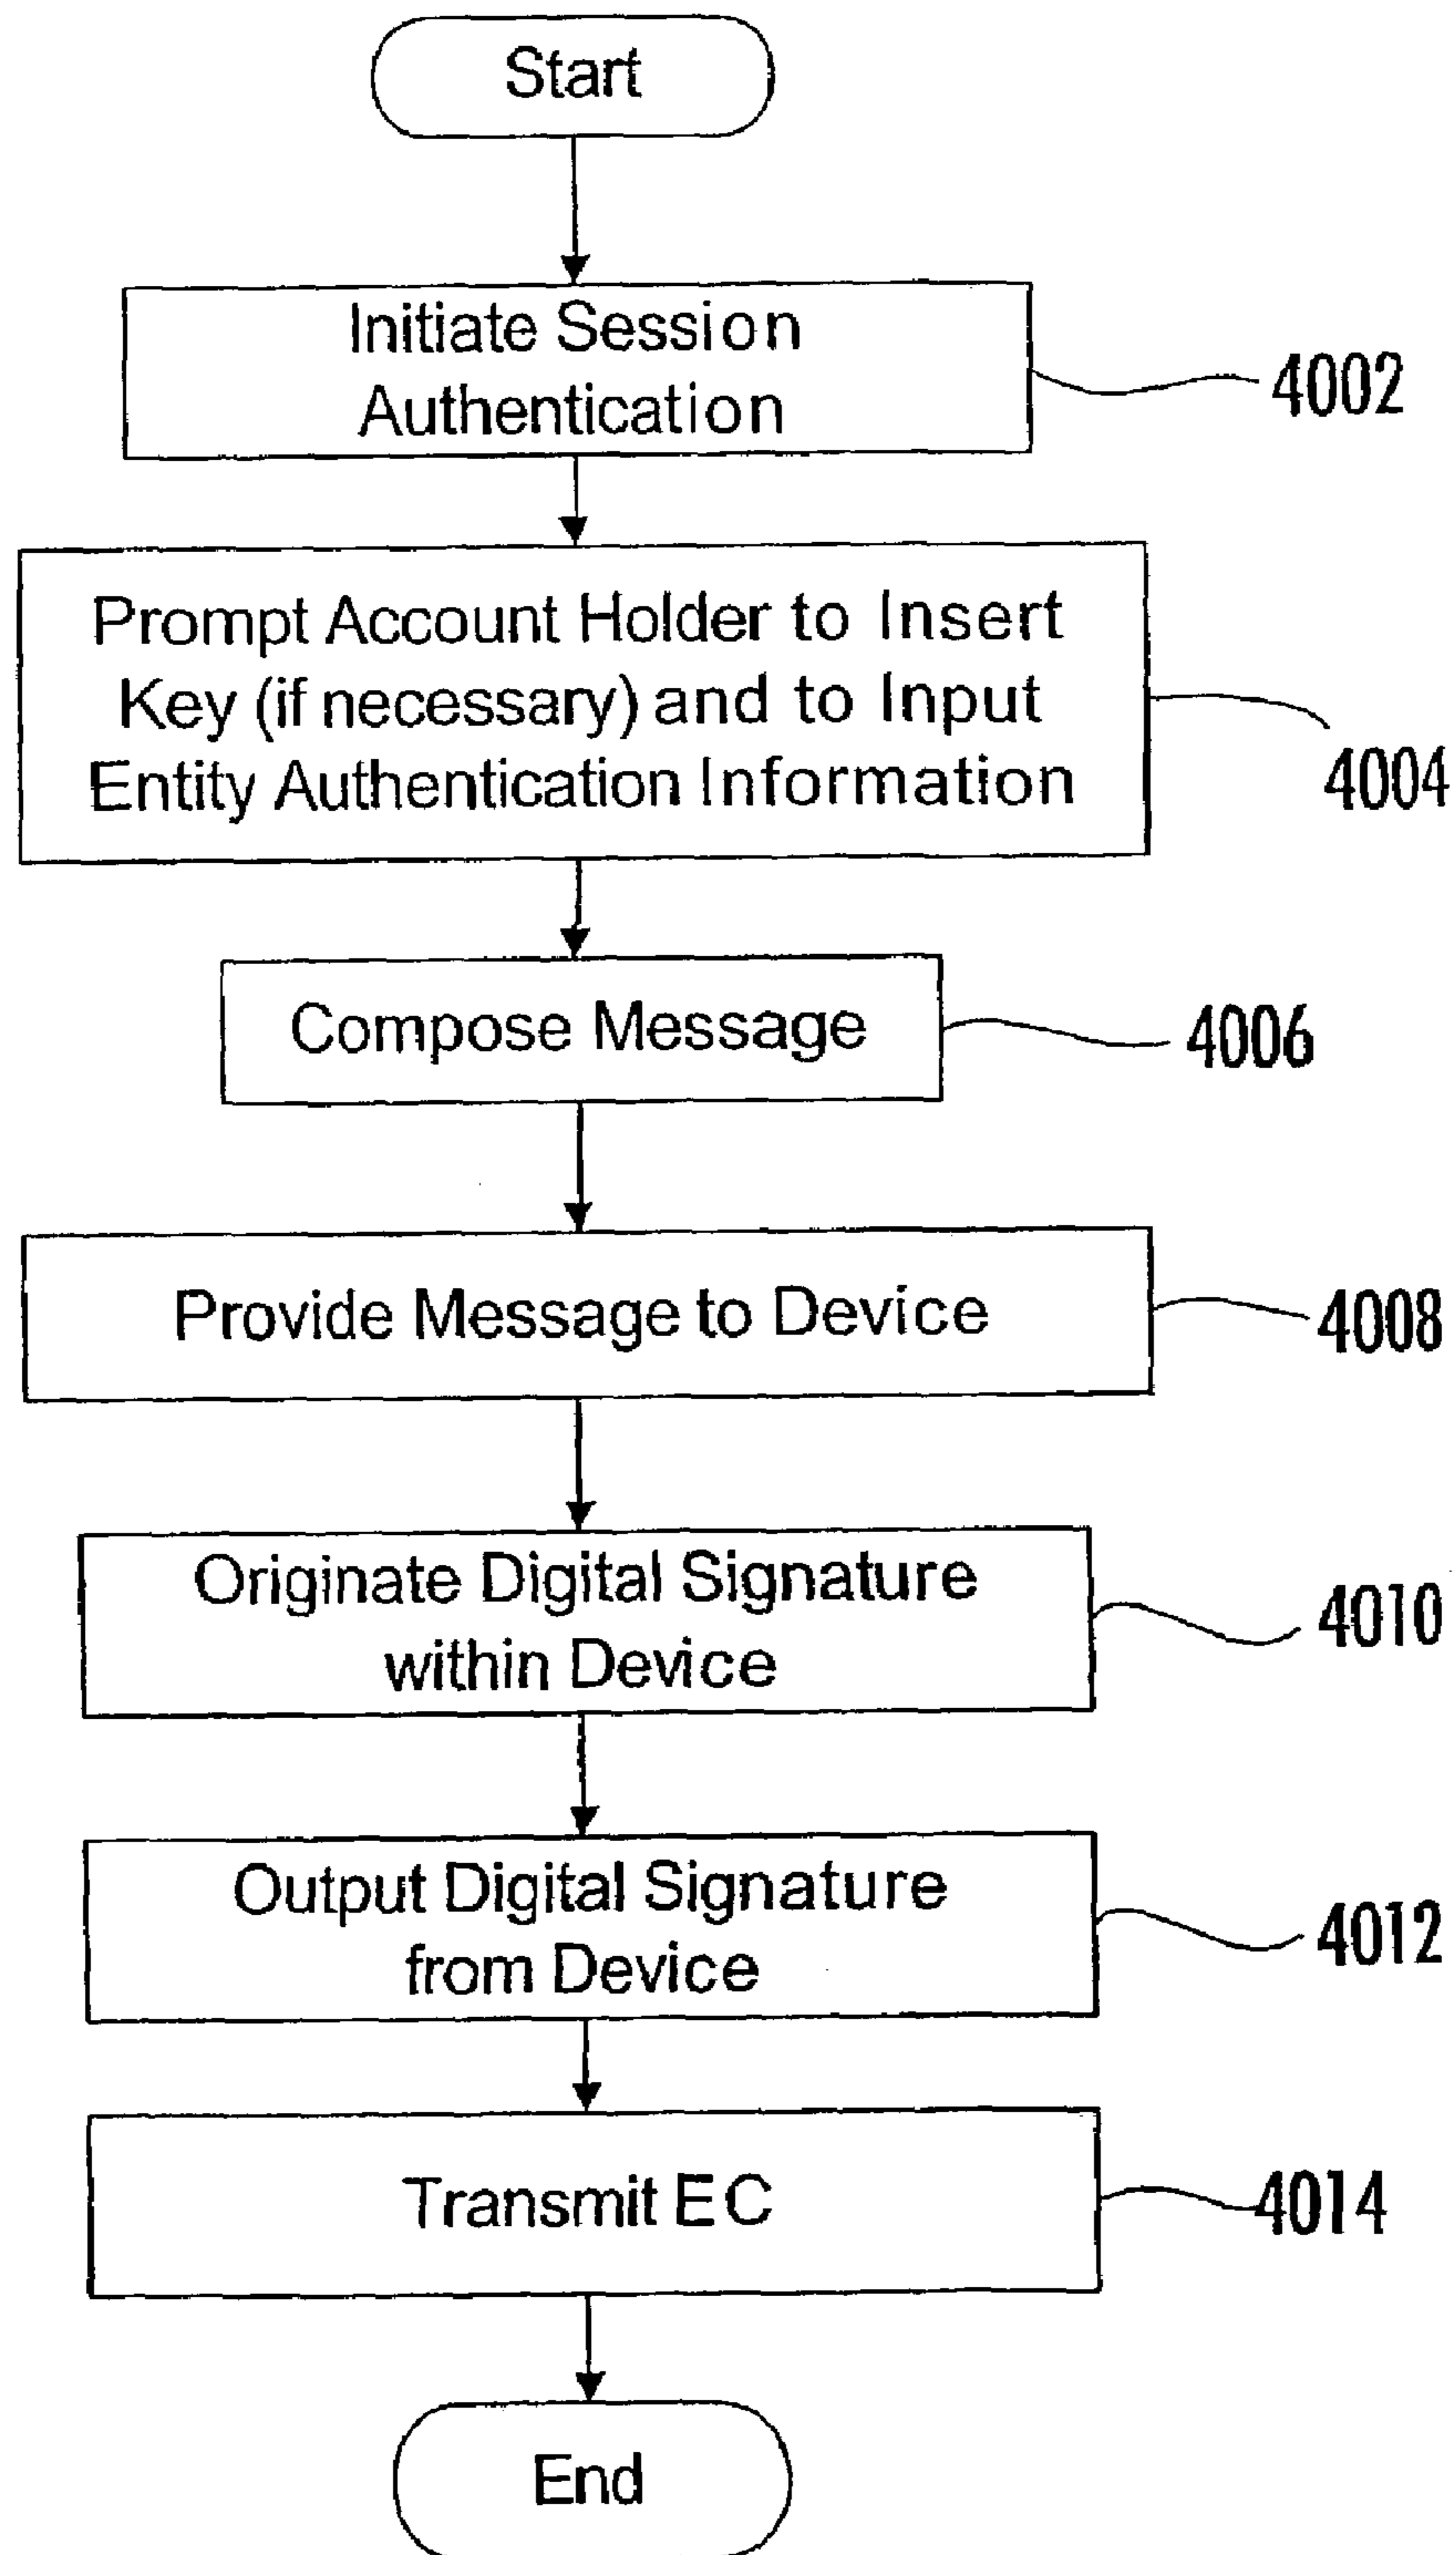 Start
Initiate Session
Authentication
4002
Prompt Account Holder to Insert
Key (if necessary) and to Input
Entity Authentication Information
4004
Compose Message
4006
Provide Message to Device
4008
Originate Digital Signature
within Device
4010
Output Digital Signature
from Device
4012
Transmit EC
4014
End